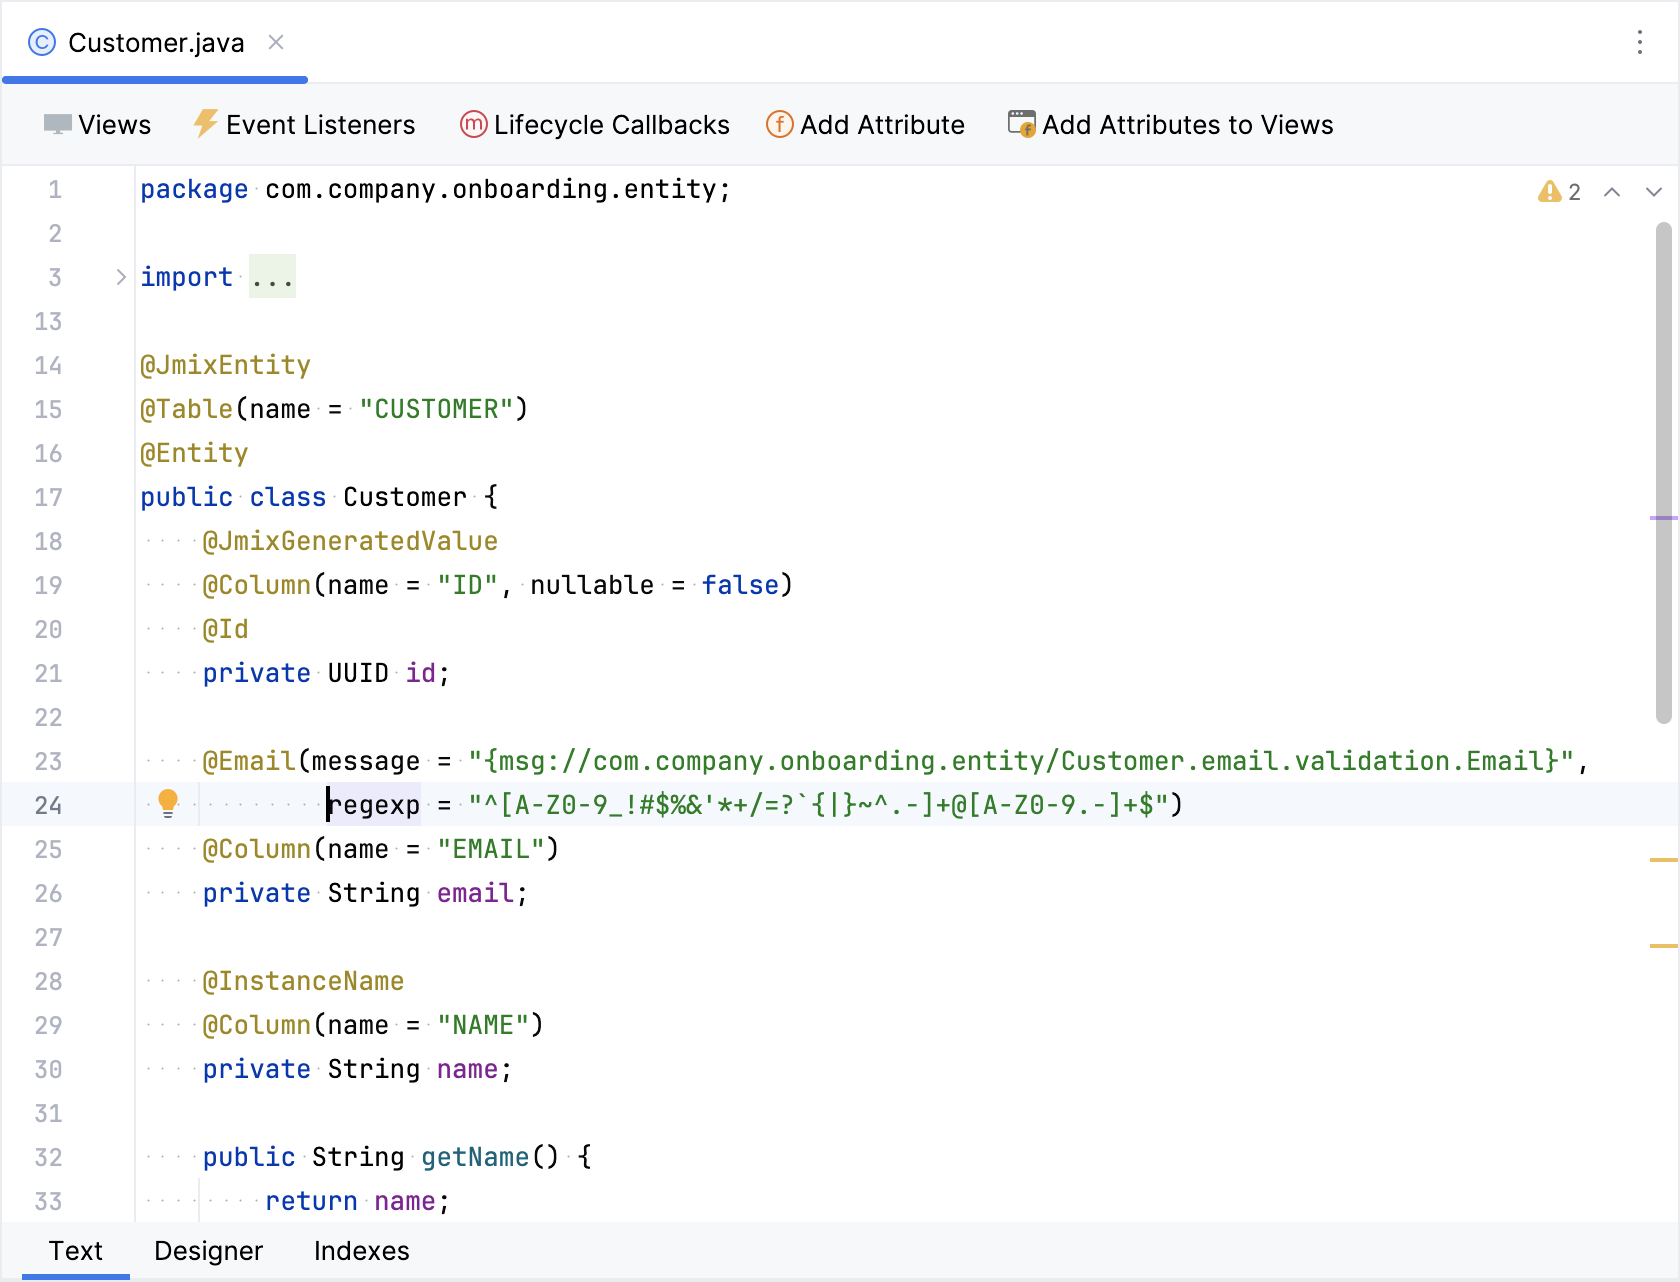 Customer.java
Views Event Listeners Lifecycle Callbacks Add Attribute Add Attributes to Views
1 package com.company.onboarding.entity; 2
2
3 import ...
13
14 @JmixEntity
15 @Table(name = "CUSTOMER")
16 @Entity
17 public class Customer {
18     @JmixGeneratedValue
19     @Column(name = "ID", nullable = false)
20     @Id
21     private UUID id;
22
23     @Email(message = "{msg://com.company.onboarding.entity/Customer.email.validation.Email}",
24             regexp = "^[A-Z0-9_!#$%&'*+/=?`{|}~^.-]+@[A-Z0-9.-]+$")
25     @Column(name = "EMAIL")
26     private String email;
27
28     @InstanceName
29     @Column(name = "NAME")
30     private String name;
31
32     public String getName() {
33         return name;
Text Designer Indexes